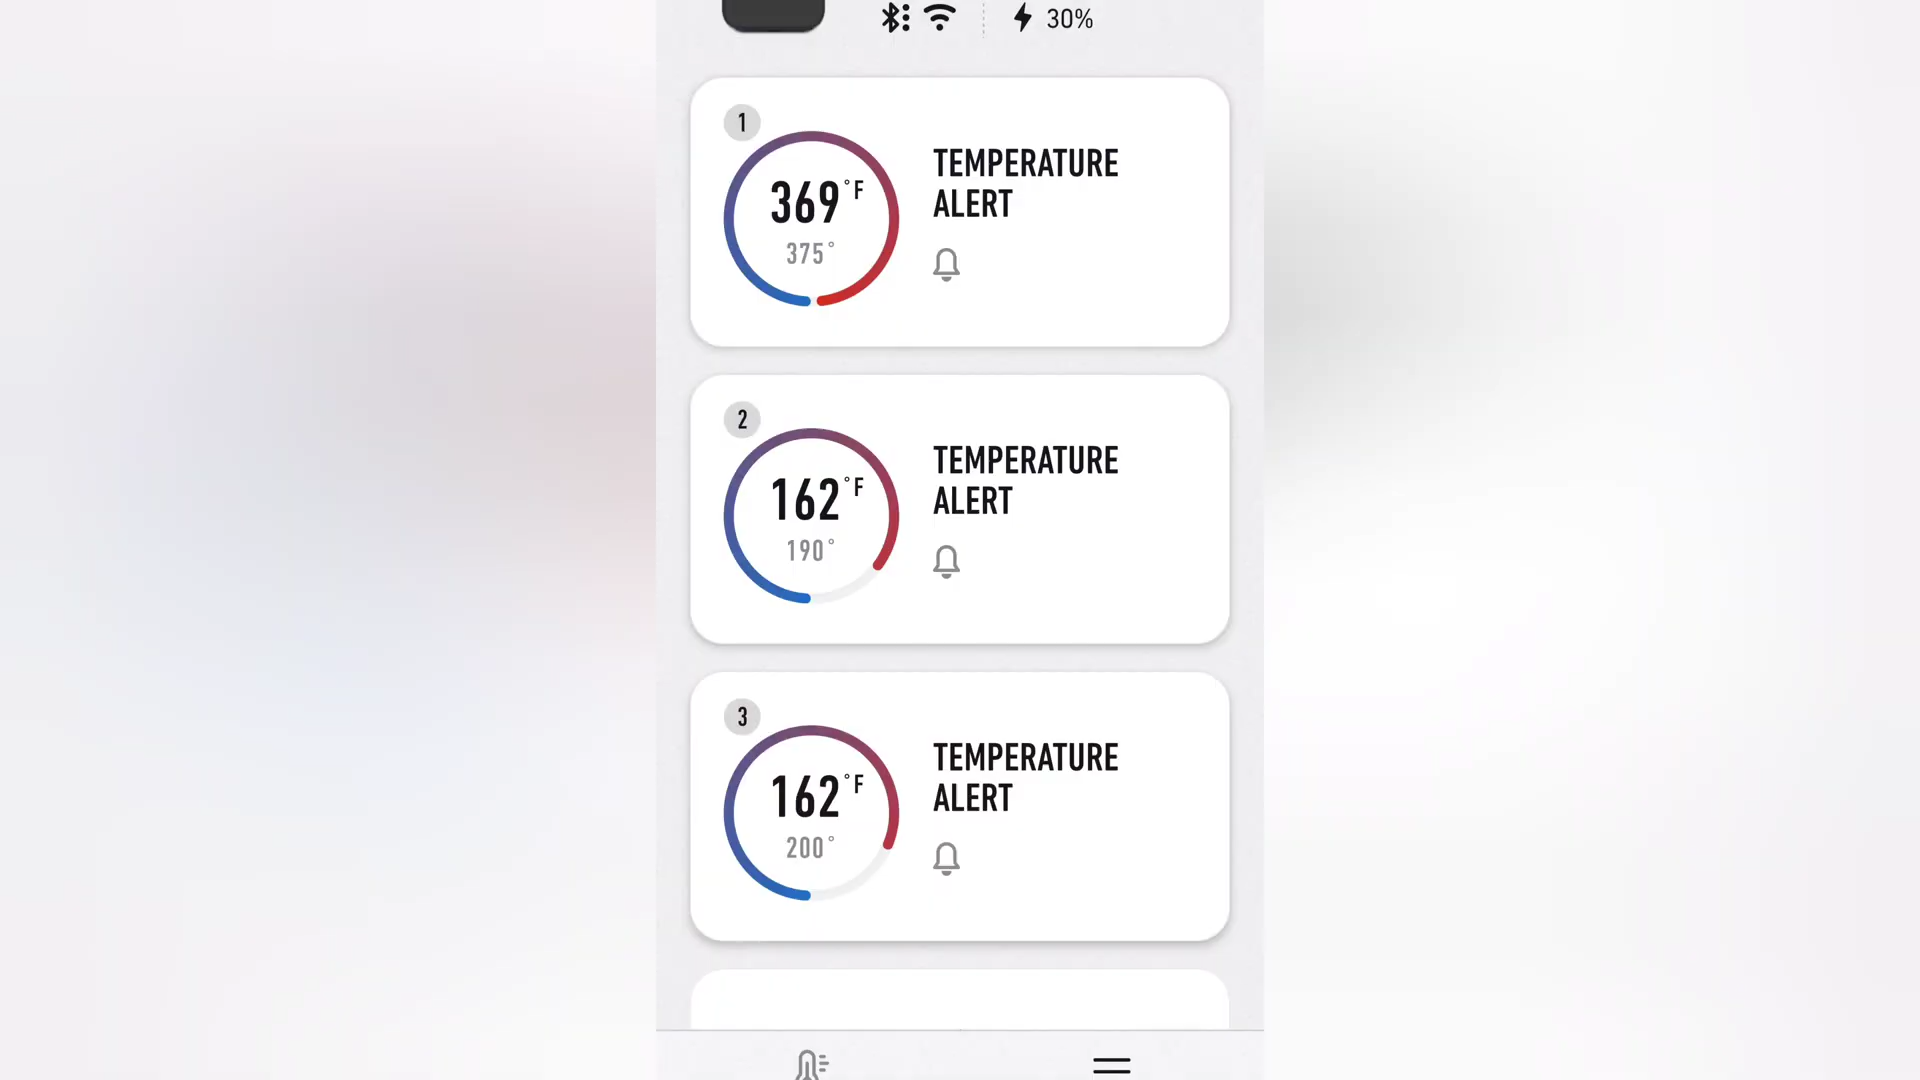 30%
1
369°F
375°
TEMPERATURE
ALERT
2
162°F
190°
TEMPERATURE
ALERT
3
162°F
200°
TEMPERATURE
ALERT